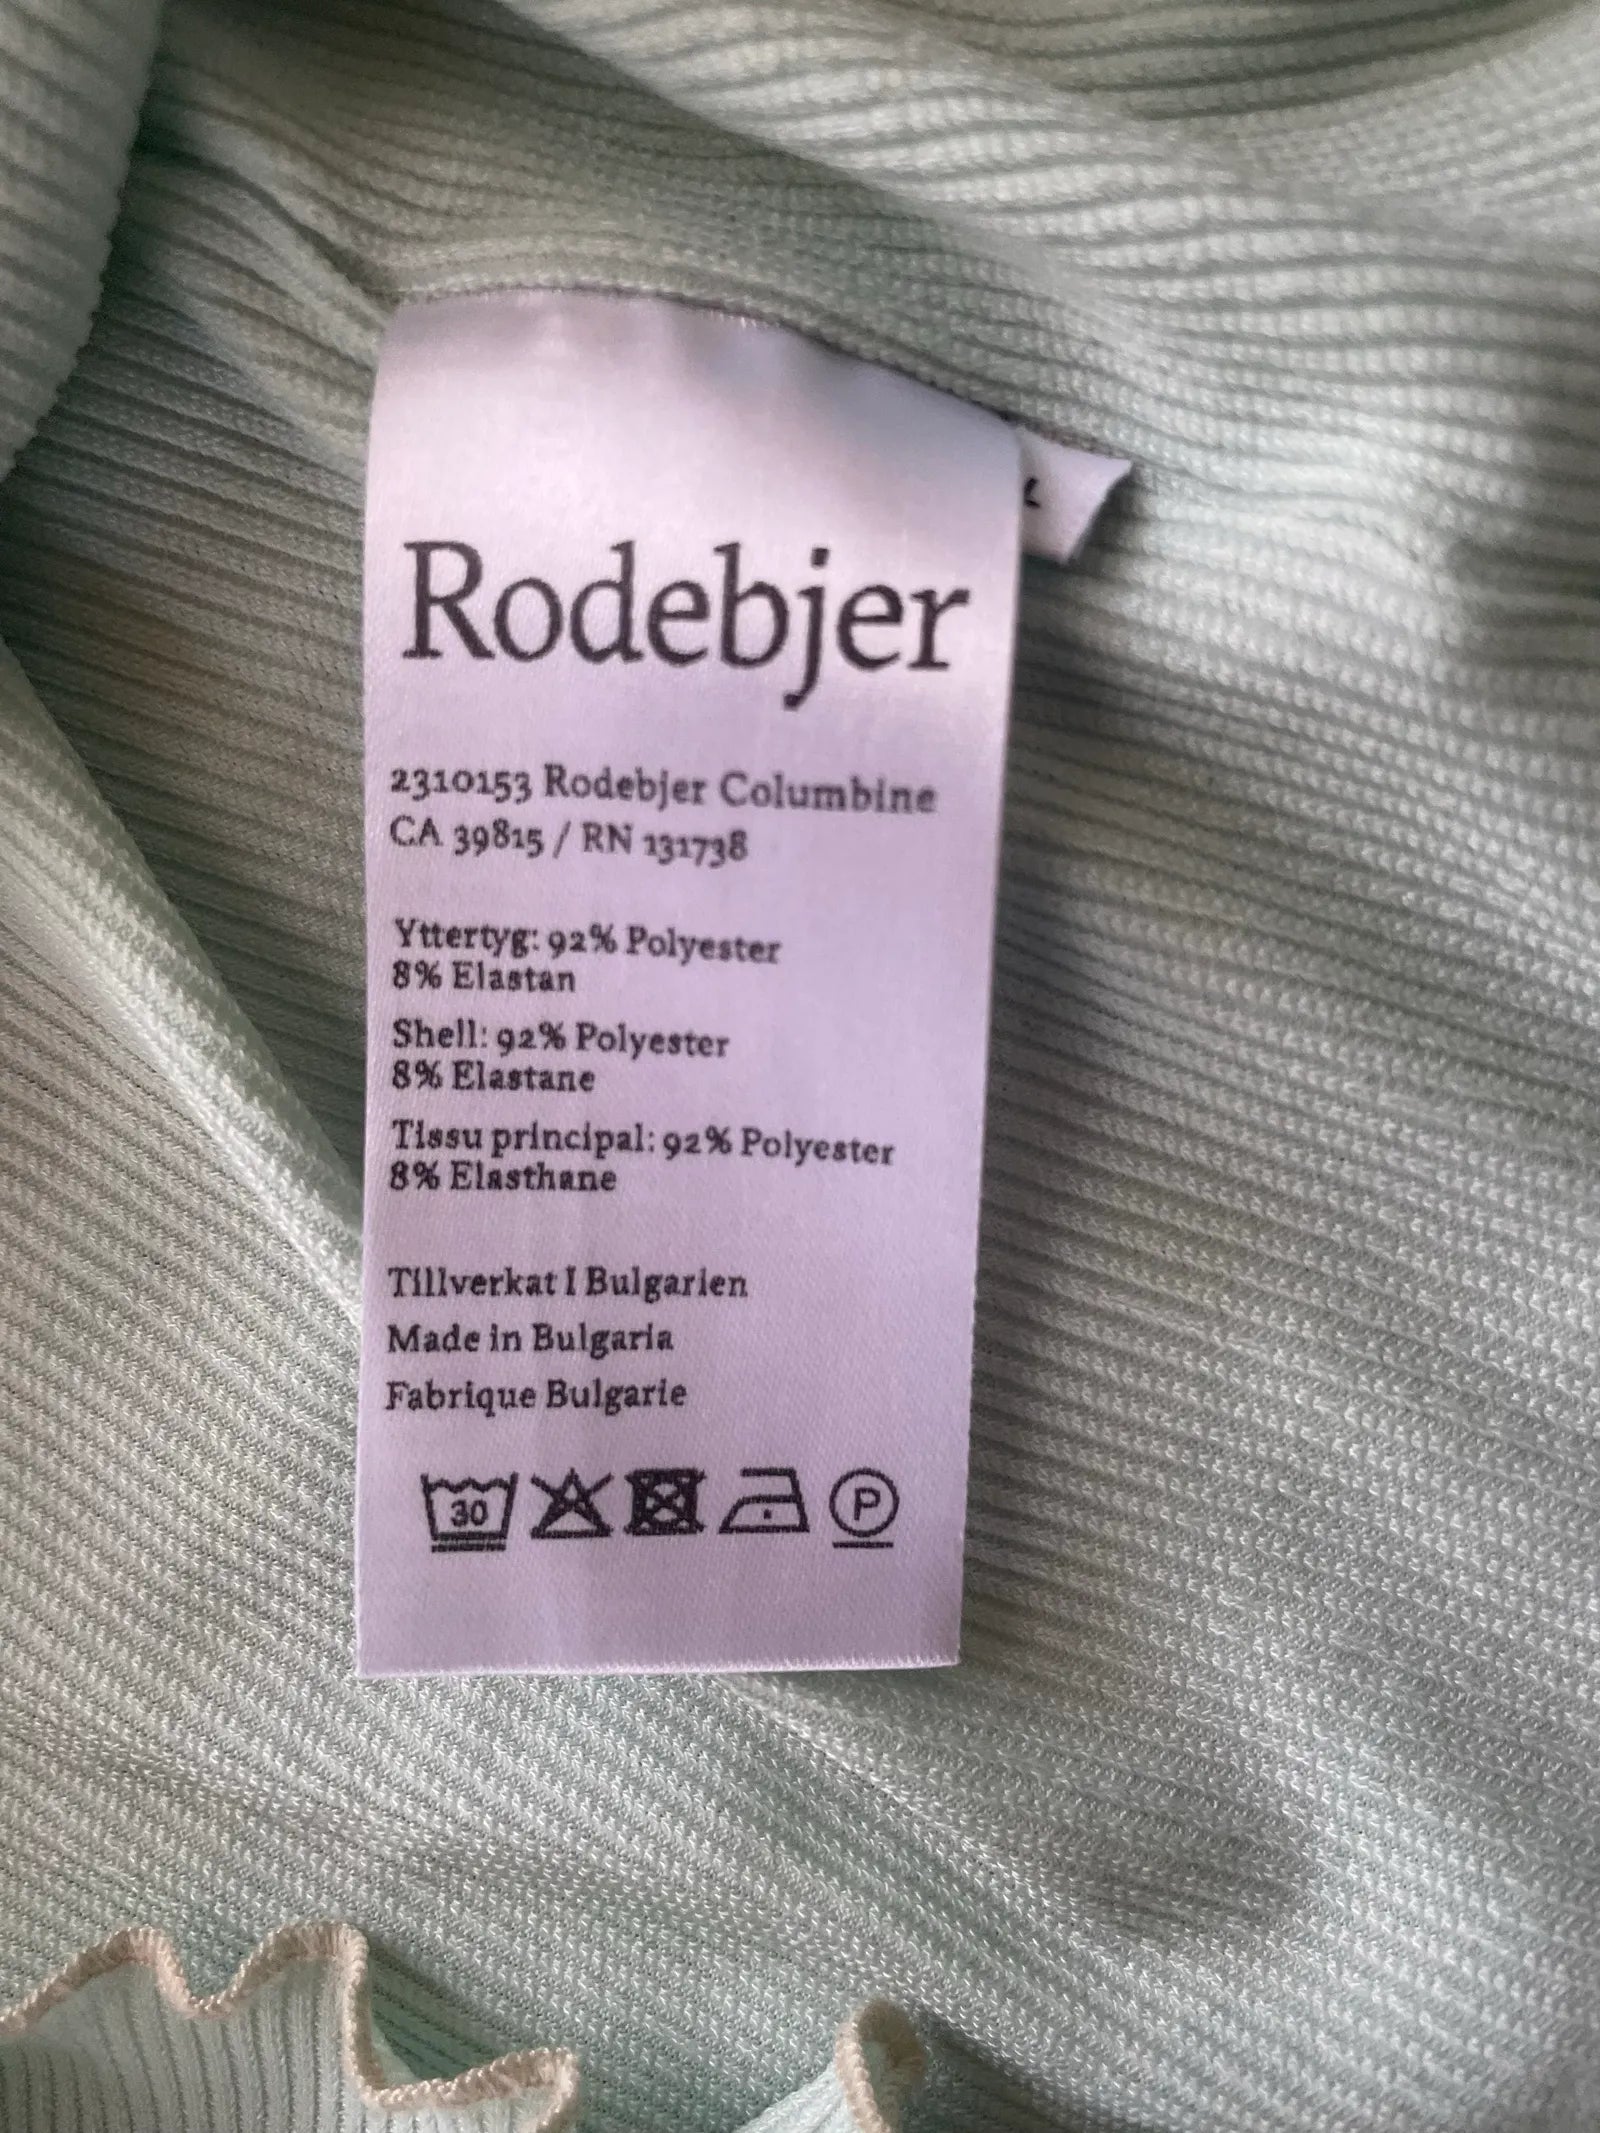 Rodebjer
2310153 Rodebjer Columbine
CA 39815 / RN 131738
Yttertyg: 92% Polyester
8% Elastan
Shell: 92% Polyester
8% Elastane
Tissu principal: 92% Polyester
8% Elasthane
Tillverkat I Bulgarien
Made in Bulgaria
Fabrique Bulgarie
30
P